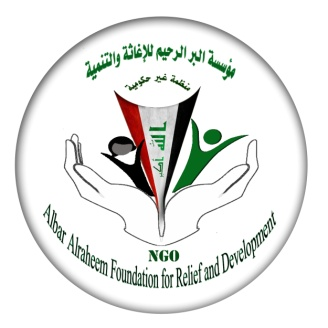 مؤسسة البر الرحيم للإغاثة والتنمية
منظمة غير حكومية
الله أكبر
NGO
Albar Alraheem Foundation for Relief and Development